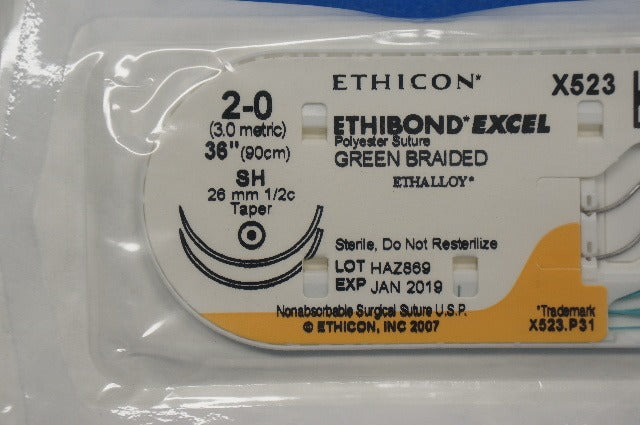 ETHICON*
X523
2-0
(3.0 metric)
36" (90cm)
SH
26 mm 1/2c
Taper
ETHIBOND* EXCEL
Polyester Suture
GREEN BRAIDED
ETHALLOY*
Sterile, Do Not Resterilize
LOT HAZ869
EXP JAN 2019
Nonabsorbable Surgical Suture U.S.P.
© ETHICON, INC 2007
*Trademark
X523.P31